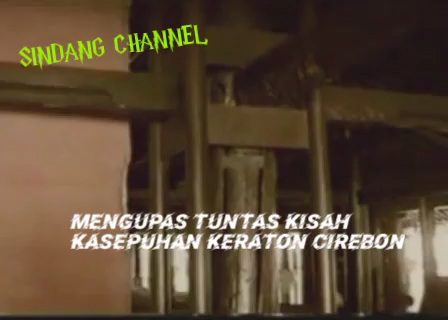 SINDANG CHANNEL
MENGUPAS TUNTAS KISAH
KASEPUHAN KERATON CIREBON